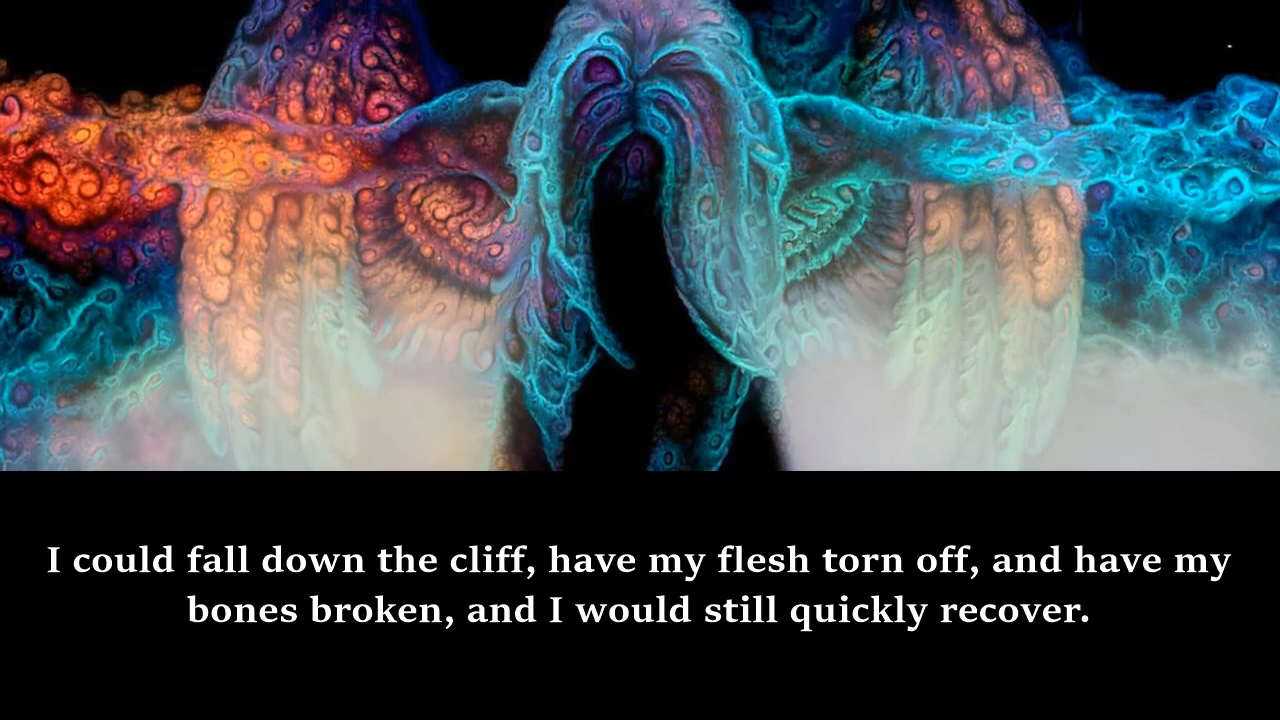 I could fall down the cliff, have my flesh torn off, and have my
bones broken, and I would still quickly recover.